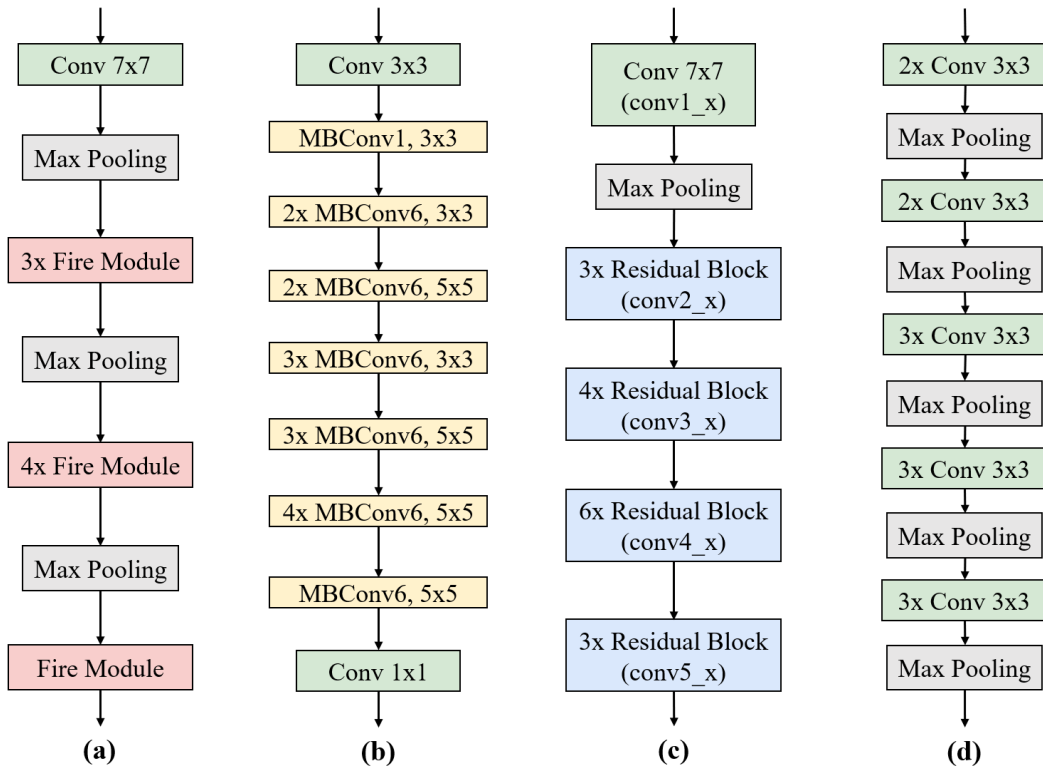 Conv 7x7
Max Pooling
3x Fire Module
Max Pooling
4x Fire Module
Max Pooling
Fire Module
(a)
Conv 3x3
MBConv1, 3x3
2x MBConv6, 3x3
2x MBConv6, 5x5
3x MBConv6, 3x3
3x MBConv6, 5x5
4x MBConv6, 5x5
MBConv6, 5x5
Conv 1x1
(b)
Conv 7x7
(conv1_x)
Max Pooling
3x Residual Block
(conv2_x)
4x Residual Block
(conv3_x)
6x Residual Block
(conv4_x)
3x Residual Block
(conv5_x)
(c)
2x Conv 3x3
Max Pooling
2x Conv 3x3
Max Pooling
3x Conv 3x3
Max Pooling
3x Conv 3x3
Max Pooling
3x Conv 3x3
Max Pooling
(d)